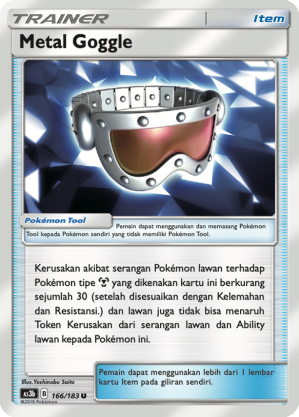 TRAINER Item
Metal Goggle
Pokémon Tool
Pemain dapat menggunakan dan memasang Pokémon
Tool kepada Pokémon sendiri yang tidak memiliki Pokémon Tool.
Kerusakan akibat serangan Pokémon lawan terhadap
Pokémon tipe yang dikenakan kartu ini berkurang
sejumlah 30 (setelah disesuaikan dengan Kelemahan
dan Resistansi.) dan lawan juga tidak bisa menaruh
Token Kerusakan dari serangan lawan dan Ability
lawan kepada Pokémon ini.
Illus. Yoshinobu Saito
AS3b B 166/183 U
©2019 Pokémon
Pemain dapat menggunakan lebih dari 1 lembar
kartu Item pada giliran sendiri.